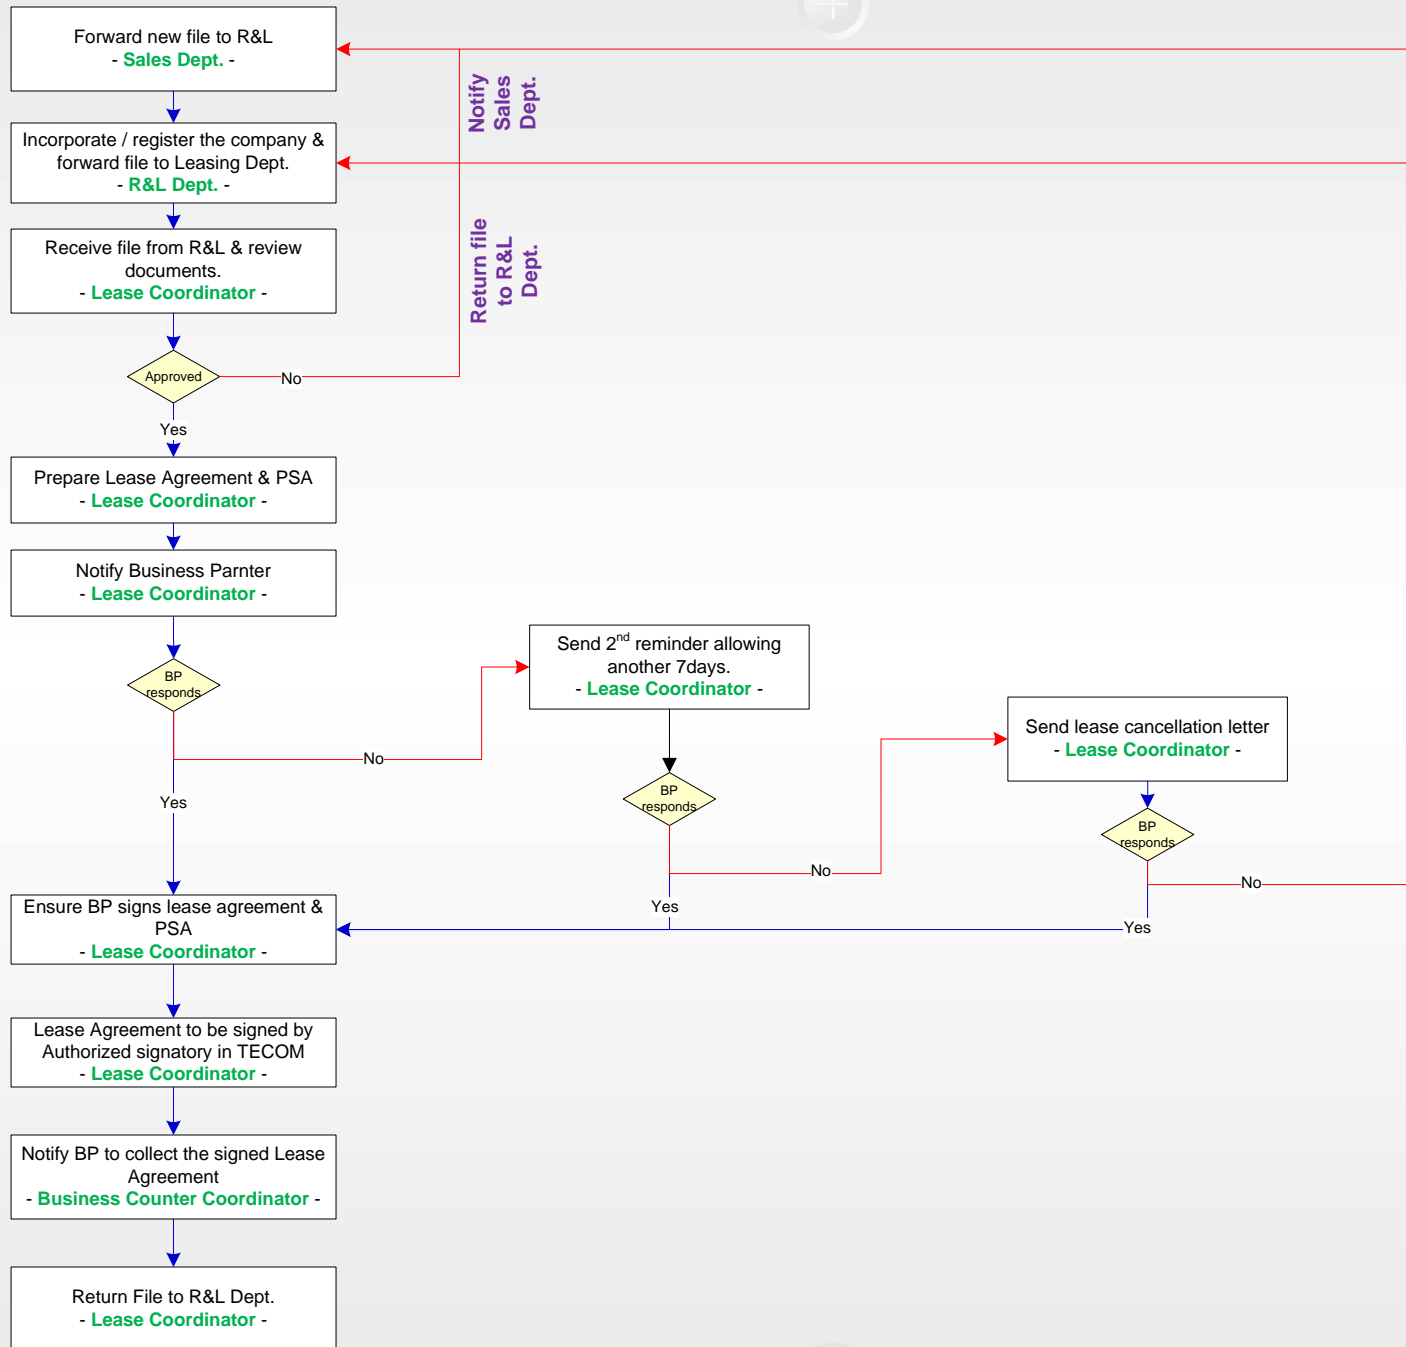 Forward new file to R&L
- Sales Dept. -
Notify
Sales
Dept.
Incorporate / register the company &
forward file to Leasing Dept.
- R&L Dept. -
Return file
to R&L
Dept.
Receive file from R&L & review
documents.
- Lease Coordinator -
Approved
No
Yes
Prepare Lease Agreement & PSA
- Lease Coordinator -
Notify Business Parnter
- Lease Coordinator -
BP
responds
No
Yes
Send 2nd reminder allowing
another 7days.
- Lease Coordinator -
BP
responds
No
Yes
Send lease cancellation letter
- Lease Coordinator -
BP
responds
No
Yes
Ensure BP signs lease agreement &
PSA
- Lease Coordinator -
Lease Agreement to be signed by
Authorized signatory in TECOM
- Lease Coordinator -
Notify BP to collect the signed Lease
Agreement
- Business Counter Coordinator -
Return File to R&L Dept.
- Lease Coordinator -